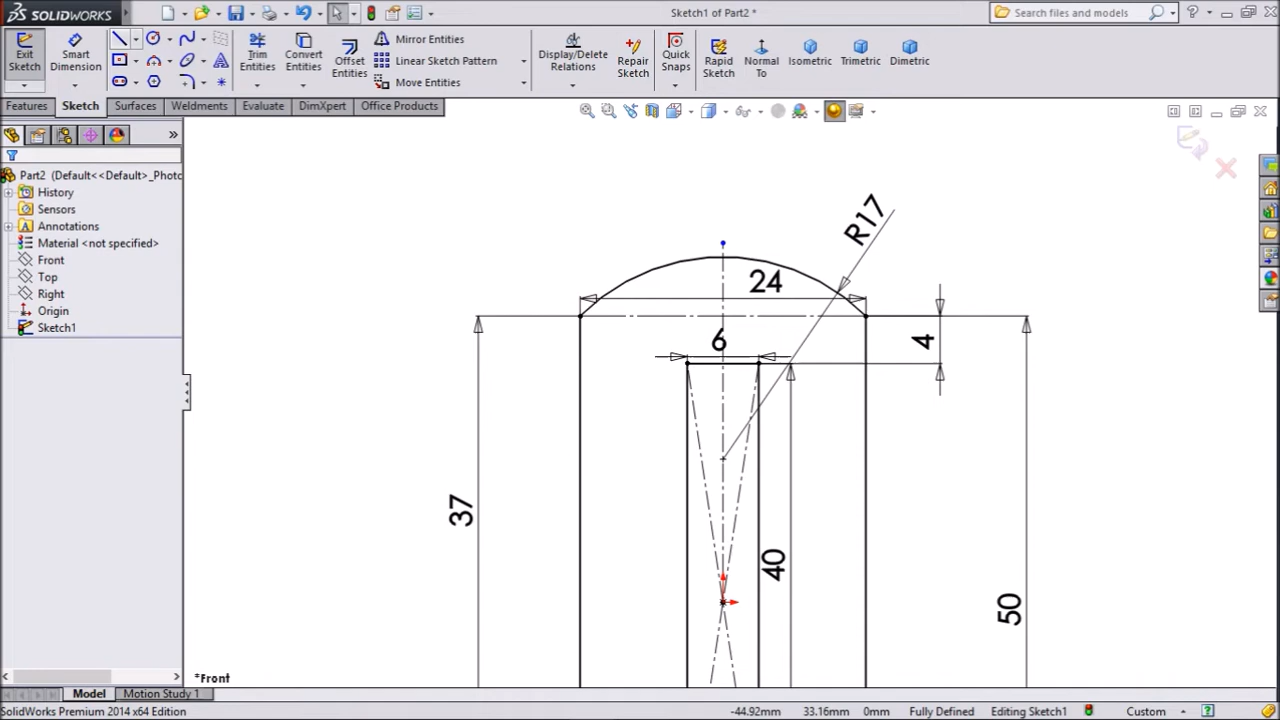 SOLIDWORKS
Sketch1 of Part2 *
Search files and models
Exit Sketch
Smart Dimension
Trim Entities
Convert Entities
Offset Entities
Mirror Entities
Linear Sketch Pattern
Move Entities
Display/Delete Relations
Repair Sketch
Quick Snaps
Rapid Sketch
Normal To
Isometric
Trimetric
Dimetric
Features
Sketch
Surfaces
Weldments
Evaluate
DimXpert
Office Products
Part2 (Default<<Default>_Photo
History
Sensors
Annotations
Material <not specified>
Front
Top
Right
Origin
Sketch1
R17
24
6
4
37
40
50
*Front
Model
Motion Study 1
SolidWorks Premium 2014 x64 Edition
-44.92mm
33.16mm
0mm
Fully Defined
Editing Sketch1
Custom